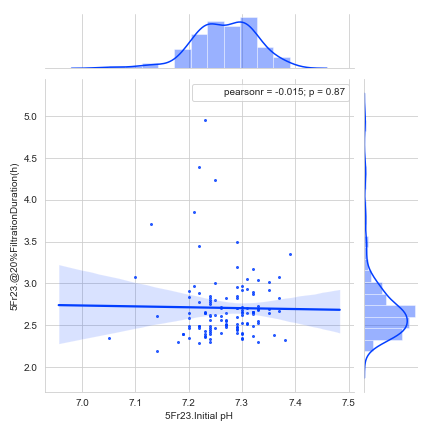 pearsonr = -0.015; p = 0.87
5.0
4.5
4.0
3.5
3.0
2.5
2.0
5Fr23.@20%FiltrationDuration(h)
7.0 7.1 7.2 7.3 7.4 7.5
5Fr23.Initial pH